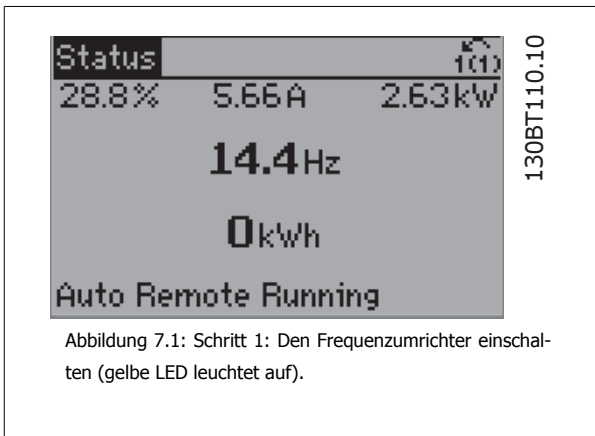 Status
1(1)
28.8% 5.66A 2.63kW
14.4Hz
0kWh
Auto Remote Running
130BT110.10
Abbildung 7.1: Schritt 1: Den Frequenzumrichter einschal-
ten (gelbe LED leuchtet auf).